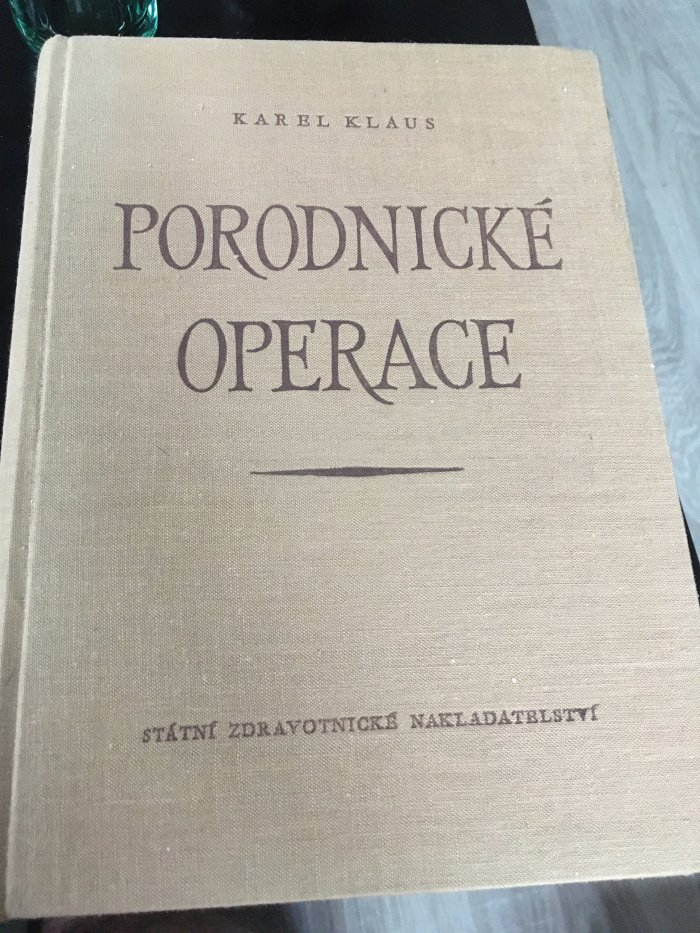 KAREL KLAUS
PORODNICKÉ
OPERACE
STÁTNÍ ZDRAVOTNICKÉ NAKLADATELSTVÍ